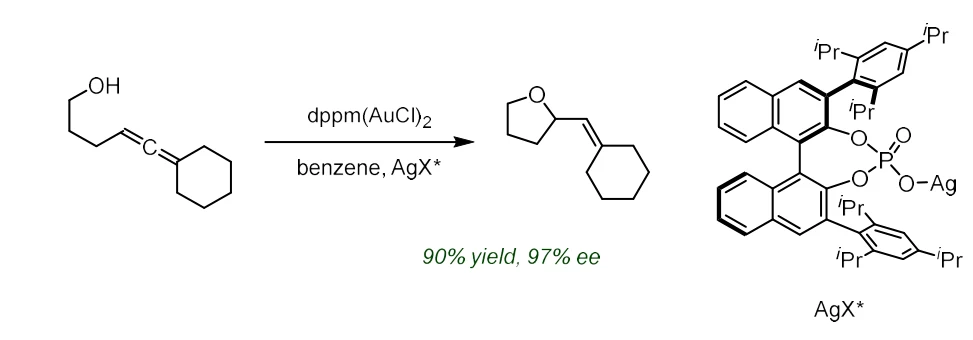 OH
C
dppm(AuCl)₂
benzene, AgX*
O
90% yield, 97% ee
ⁱPr
ⁱPr
ⁱPr
O
O
P
O
O–Ag
ⁱPr
ⁱPr
ⁱPr
AgX*